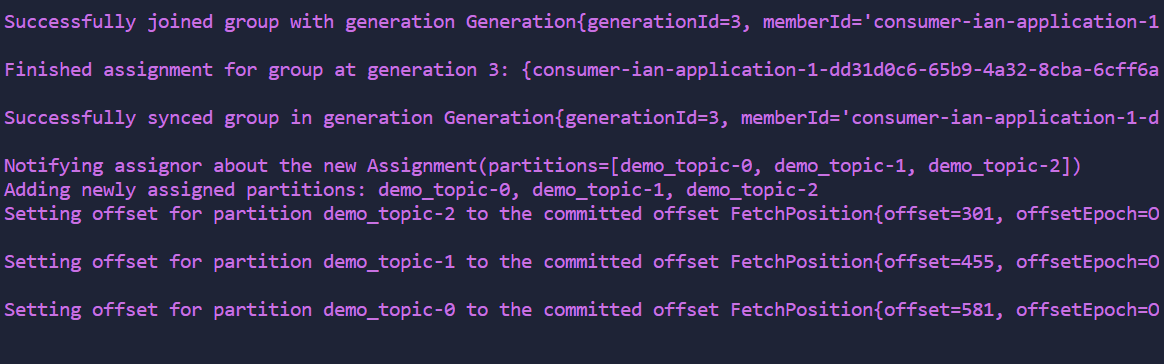 Successfully joined group with generation Generation{generationId=3, memberId='consumer-ian-application-1
Finished assignment for group at generation 3: {consumer-ian-application-1-dd31d0c6-65b9-4a32-8cba-6cff6a
Successfully synced group in generation Generation{generationId=3, memberId='consumer-ian-application-1-d
Notifying assignor about the new Assignment(partitions=[demo_topic-0, demo_topic-1, demo_topic-2])
Adding newly assigned partitions: demo_topic-0, demo_topic-1, demo_topic-2
Setting offset for partition demo_topic-2 to the committed offset FetchPosition{offset=301, offsetEpoch=O
Setting offset for partition demo_topic-1 to the committed offset FetchPosition{offset=455, offsetEpoch=O
Setting offset for partition demo_topic-0 to the committed offset FetchPosition{offset=581, offsetEpoch=O